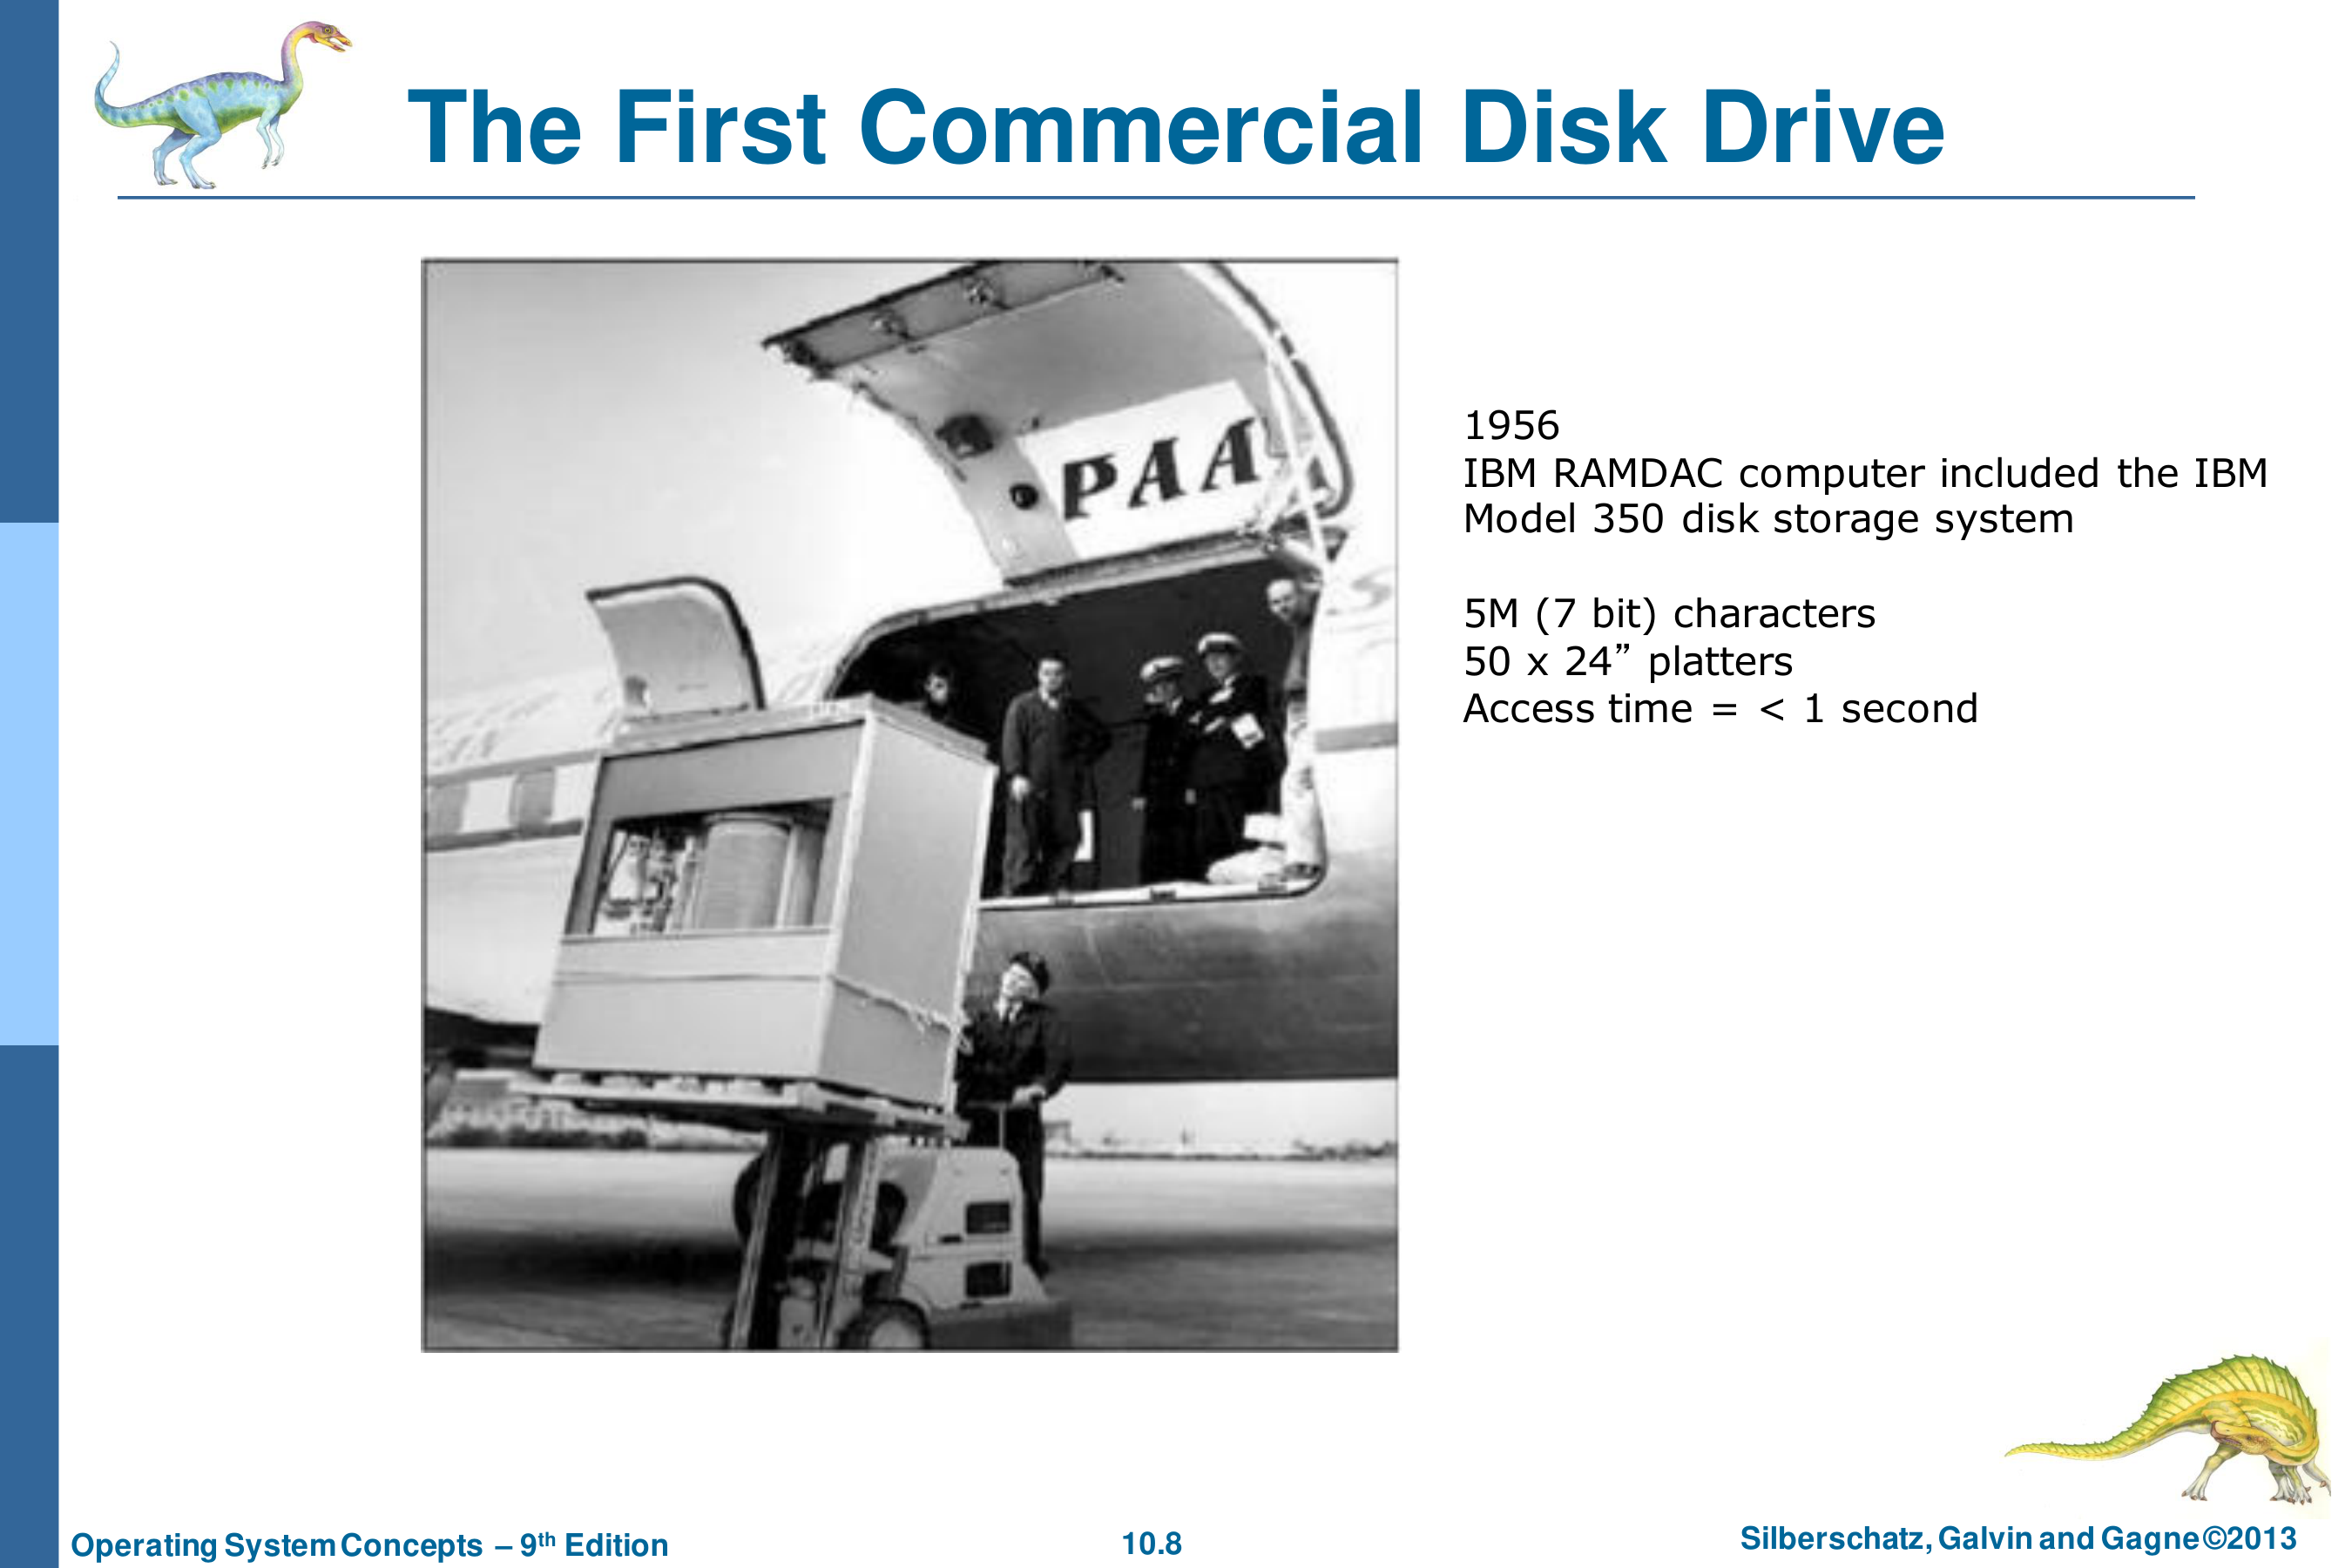 The First Commercial Disk Drive
PAA
1956
IBM RAMDAC computer included the IBM
Model 350 disk storage system
5M (7 bit) characters
50 x 24” platters
Access time = < 1 second
Operating System Concepts – 9th Edition
10.8
Silberschatz, Galvin and Gagne ©2013